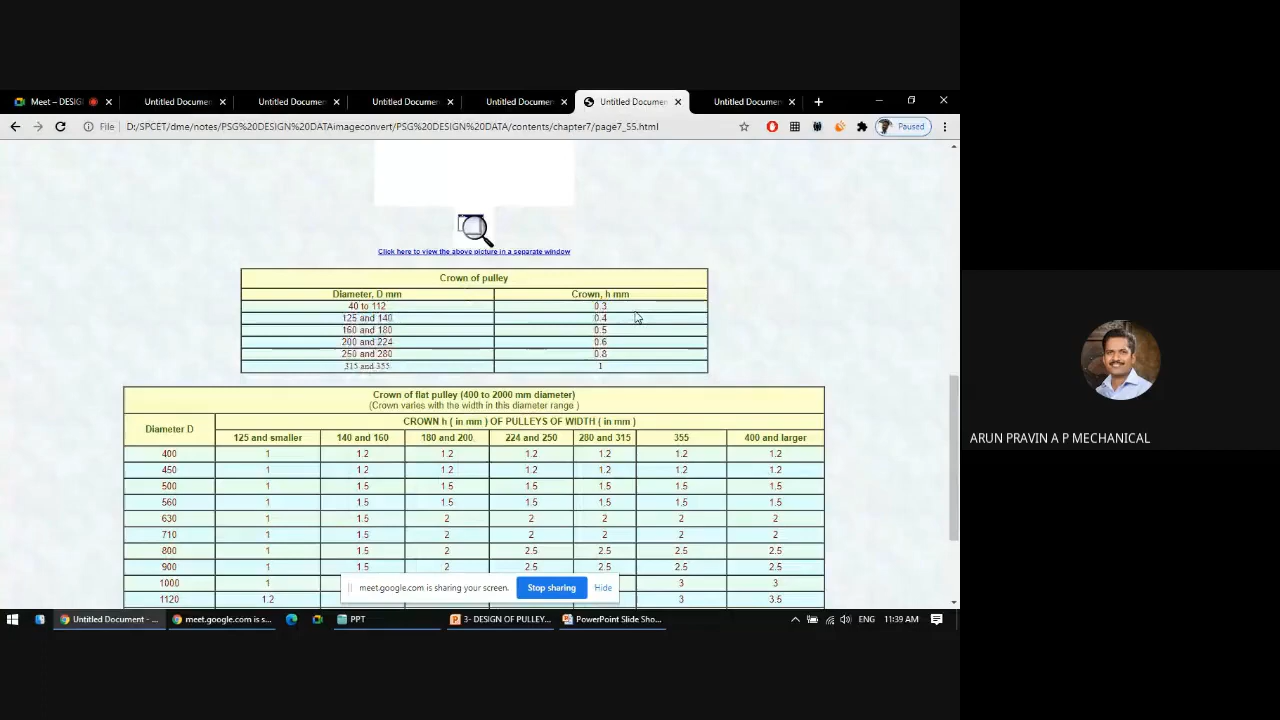 Meet – DESIG
Untitled Documen
Untitled Documen
Untitled Documen
Untitled Documen
Untitled Documen
Untitled Documen
File D:/SPCET/dme/notes/PSG%20DESIGN%20DATAimageconvert/PSG%20DESIGN%20DATA/contents/chapter7/page7_55.html
Paused
Click here to view the above picture in a separate window
Crown of pulley
Diameter, D mm Crown, h mm
40 to 112 0.3
125 and 140 0.4
160 and 180 0.5
200 and 224 0.6
250 and 280 0.8
315 and 355 1
Crown of flat pulley (400 to 2000 mm diameter)
(Crown varies with the width in this diameter range )
Diameter D
CROWN h ( in mm ) OF PULLEYS OF WIDTH ( in mm )
125 and smaller 140 and 160 180 and 200 224 and 250 280 and 315 355 400 and larger
400 1 1.2 1.2 1.2 1.2 1.2 1.2
450 1 1.2 1.2 1.2 1.2 1.2 1.2
500 1 1.5 1.5 1.5 1.5 1.5 1.5
560 1 1.5 1.5 1.5 1.5 1.5 1.5
630 1 1.5 2 2 2 2 2
710 1 1.5 2 2 2 2 2
800 1 1.5 2 2.5 2.5 2.5 2.5
900 1 1.5 2 2.5 2.5 2.5 2.5
1000 1 3 3
1120 1.2 3 3.5
meet.google.com is sharing your screen. Stop sharing Hide
Untitled Document - ...
meet.google.com is s...
PPT
3- DESIGN OF PULLEY...
PowerPoint Slide Sho...
ENG
11:39 AM
ARUN PRAVIN A P MECHANICAL